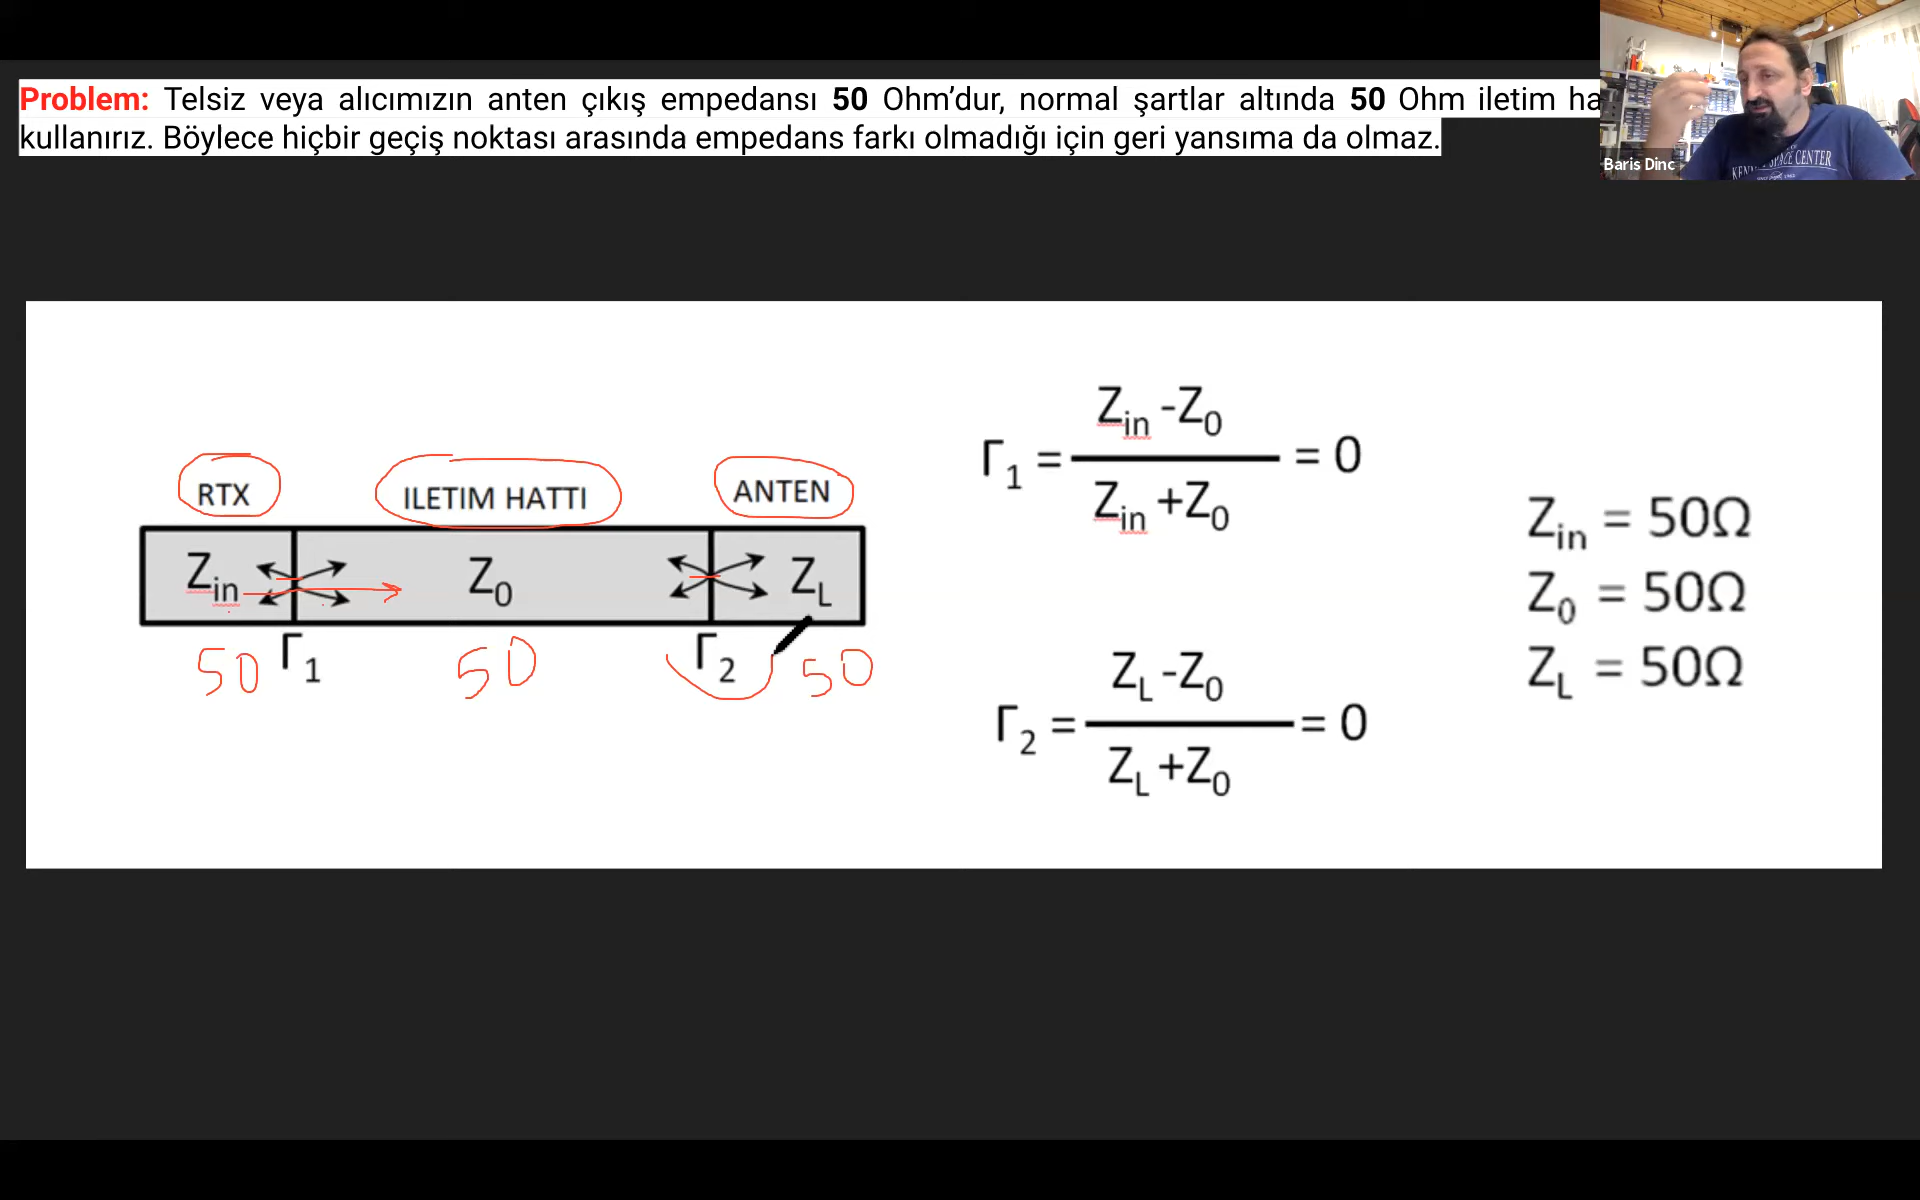 Problem: Telsiz veya alıcımızın anten çıkış empedansı 50 Ohm’dur, normal şartlar altında 50 Ohm iletim
kullanırız. Böylece hiçbir geçiş noktası arasında empedans farkı olmadığı için geri yansıma da olmaz.
Baris Dinc
SPACE CENTER
RTX
ILETIM HATTI
ANTEN
Zin
Z0
ZL
Γ1
Γ2
50
50
50
Γ1 = Zin -Z0 / Zin +Z0 = 0
Γ2 = ZL -Z0 / ZL +Z0 = 0
Zin = 50Ω
Z0 = 50Ω
ZL = 50Ω